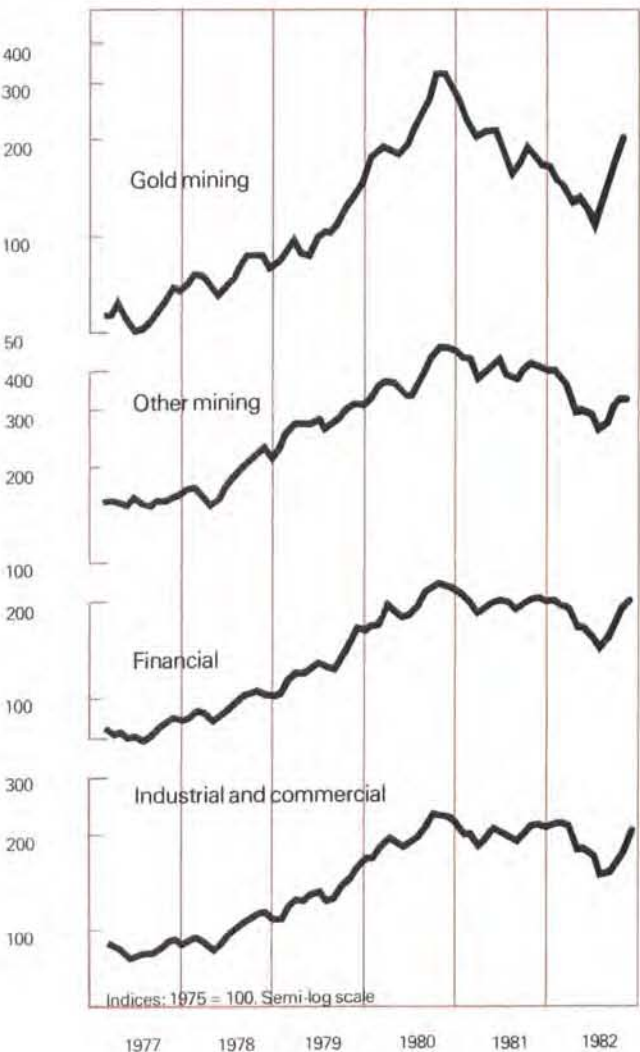 400
300
200
Gold mining
100
50
400
Other mining
300
200
100
200
Financial
100
300
Industrial and commercial
200
100
Indices: 1975 = 100. Semi-log scale
1977 1978 1979 1980 1981 1982